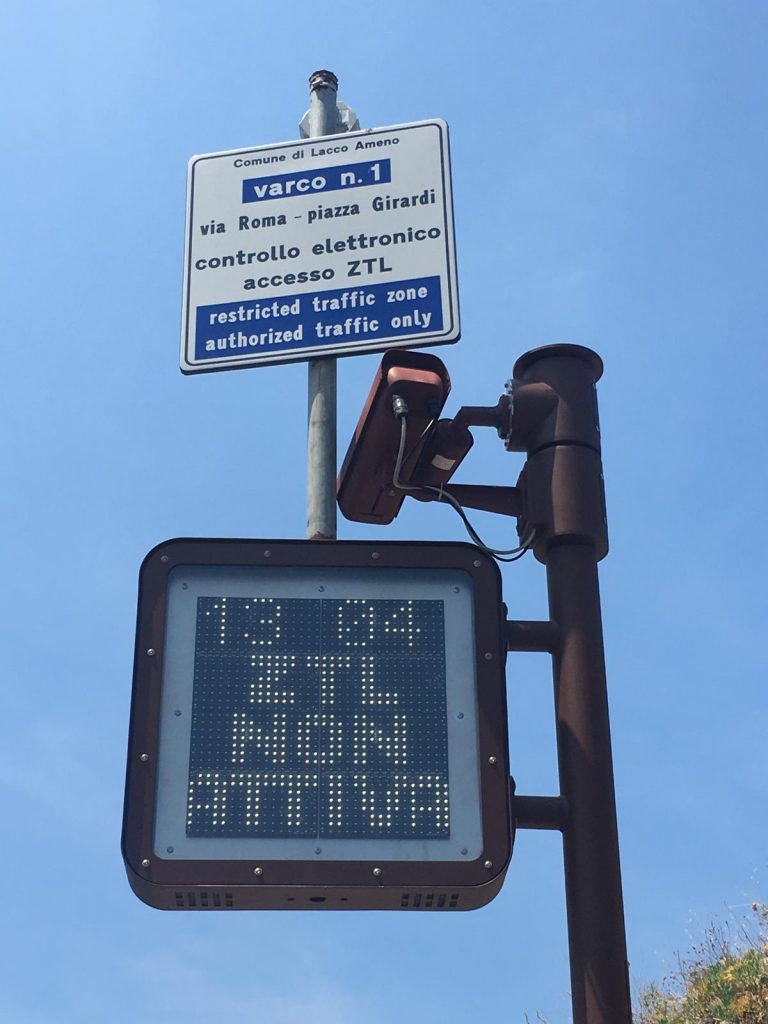 Comune di Lacco Ameno
varco n.1
via Roma - piazza Girardi
controllo elettronico
accesso ZTL
restricted traffic zone
authorized traffic only
13 04
ZTL
NON
ATTIVA